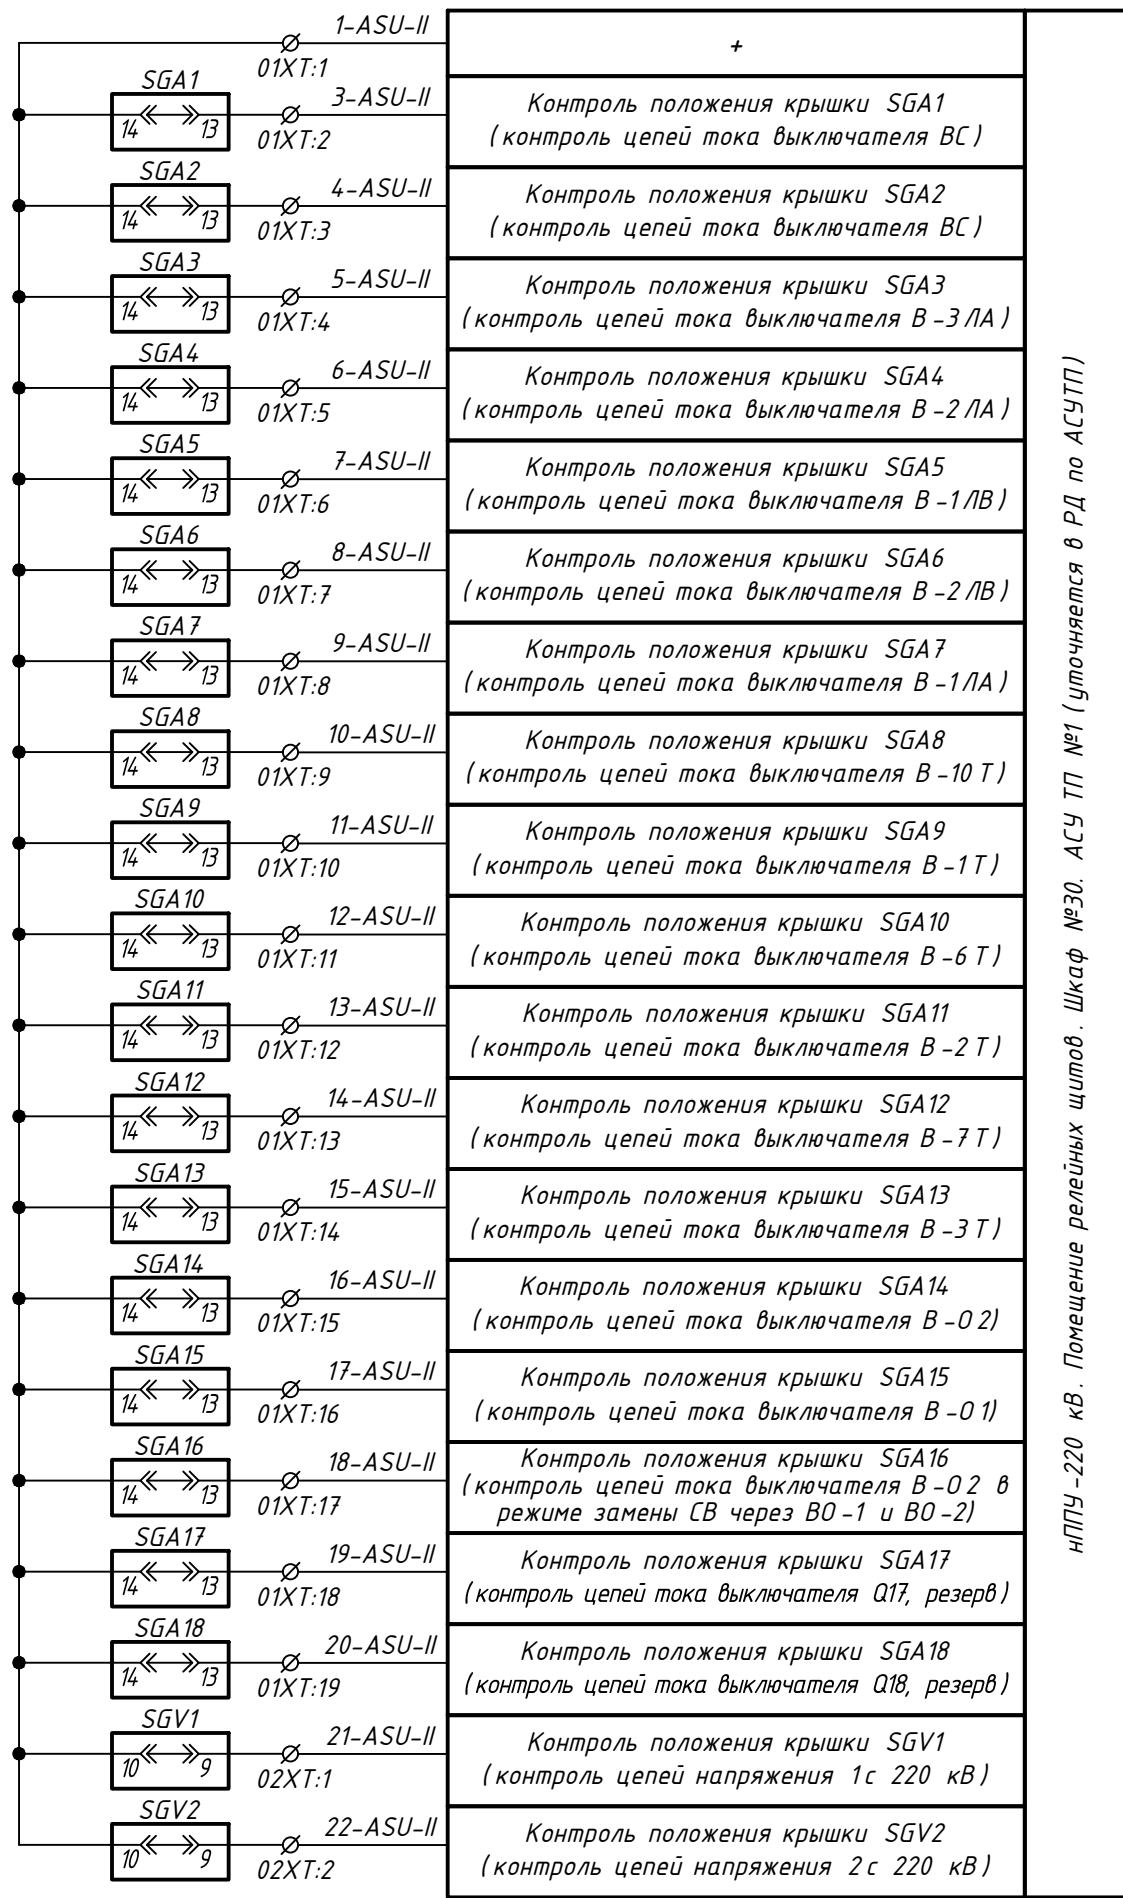 1-ASU-II
01XT:1
+
SGA1
14 13
3-ASU-II
01XT:2
Контроль положения крышки SGA1
(контроль цепей тока выключателя ВС)
SGA2
14 13
4-ASU-II
01XT:3
Контроль положения крышки SGA2
(контроль цепей тока выключателя ВС)
SGA3
14 13
5-ASU-II
01XT:4
Контроль положения крышки SGA3
(контроль цепей тока выключателя В-3ЛА)
SGA4
14 13
6-ASU-II
01XT:5
Контроль положения крышки SGA4
(контроль цепей тока выключателя В-2ЛА)
SGA5
14 13
7-ASU-II
01XT:6
Контроль положения крышки SGA5
(контроль цепей тока выключателя В-1ЛВ)
SGA6
14 13
8-ASU-II
01XT:7
Контроль положения крышки SGA6
(контроль цепей тока выключателя В-2ЛВ)
SGA7
14 13
9-ASU-II
01XT:8
Контроль положения крышки SGA7
(контроль цепей тока выключателя В-1ЛА)
SGA8
14 13
10-ASU-II
01XT:9
Контроль положения крышки SGA8
(контроль цепей тока выключателя В-10Т)
SGA9
14 13
11-ASU-II
01XT:10
Контроль положения крышки SGA9
(контроль цепей тока выключателя В-1Т)
SGA10
14 13
12-ASU-II
01XT:11
Контроль положения крышки SGA10
(контроль цепей тока выключателя В-6Т)
SGA11
14 13
13-ASU-II
01XT:12
Контроль положения крышки SGA11
(контроль цепей тока выключателя В-2Т)
SGA12
14 13
14-ASU-II
01XT:13
Контроль положения крышки SGA12
(контроль цепей тока выключателя В-7Т)
SGA13
14 13
15-ASU-II
01XT:14
Контроль положения крышки SGA13
(контроль цепей тока выключателя В-3Т)
SGA14
14 13
16-ASU-II
01XT:15
Контроль положения крышки SGA14
(контроль цепей тока выключателя В-О2)
SGA15
14 13
17-ASU-II
01XT:16
Контроль положения крышки SGA15
(контроль цепей тока выключателя В-О1)
SGA16
14 13
18-ASU-II
01XT:17
Контроль положения крышки SGA16
(контроль цепей тока выключателя В-О2 в
режиме замены СВ через ВО-1 и ВО-2)
SGA17
14 13
19-ASU-II
01XT:18
Контроль положения крышки SGA17
(контроль цепей тока выключателя Q17, резерв)
SGA18
14 13
20-ASU-II
01XT:19
Контроль положения крышки SGA18
(контроль цепей тока выключателя Q18, резерв)
SGV1
10 9
21-ASU-II
02XT:1
Контроль положения крышки SGV1
(контроль цепей напряжения 1с 220 кВ)
SGV2
10 9
22-ASU-II
02XT:2
Контроль положения крышки SGV2
(контроль цепей напряжения 2с 220 кВ)
нППУ-220 кВ. Помещение релейных щитов. Шкаф №30. АСУ ТП №1 (уточняется в РД по АСУТП)